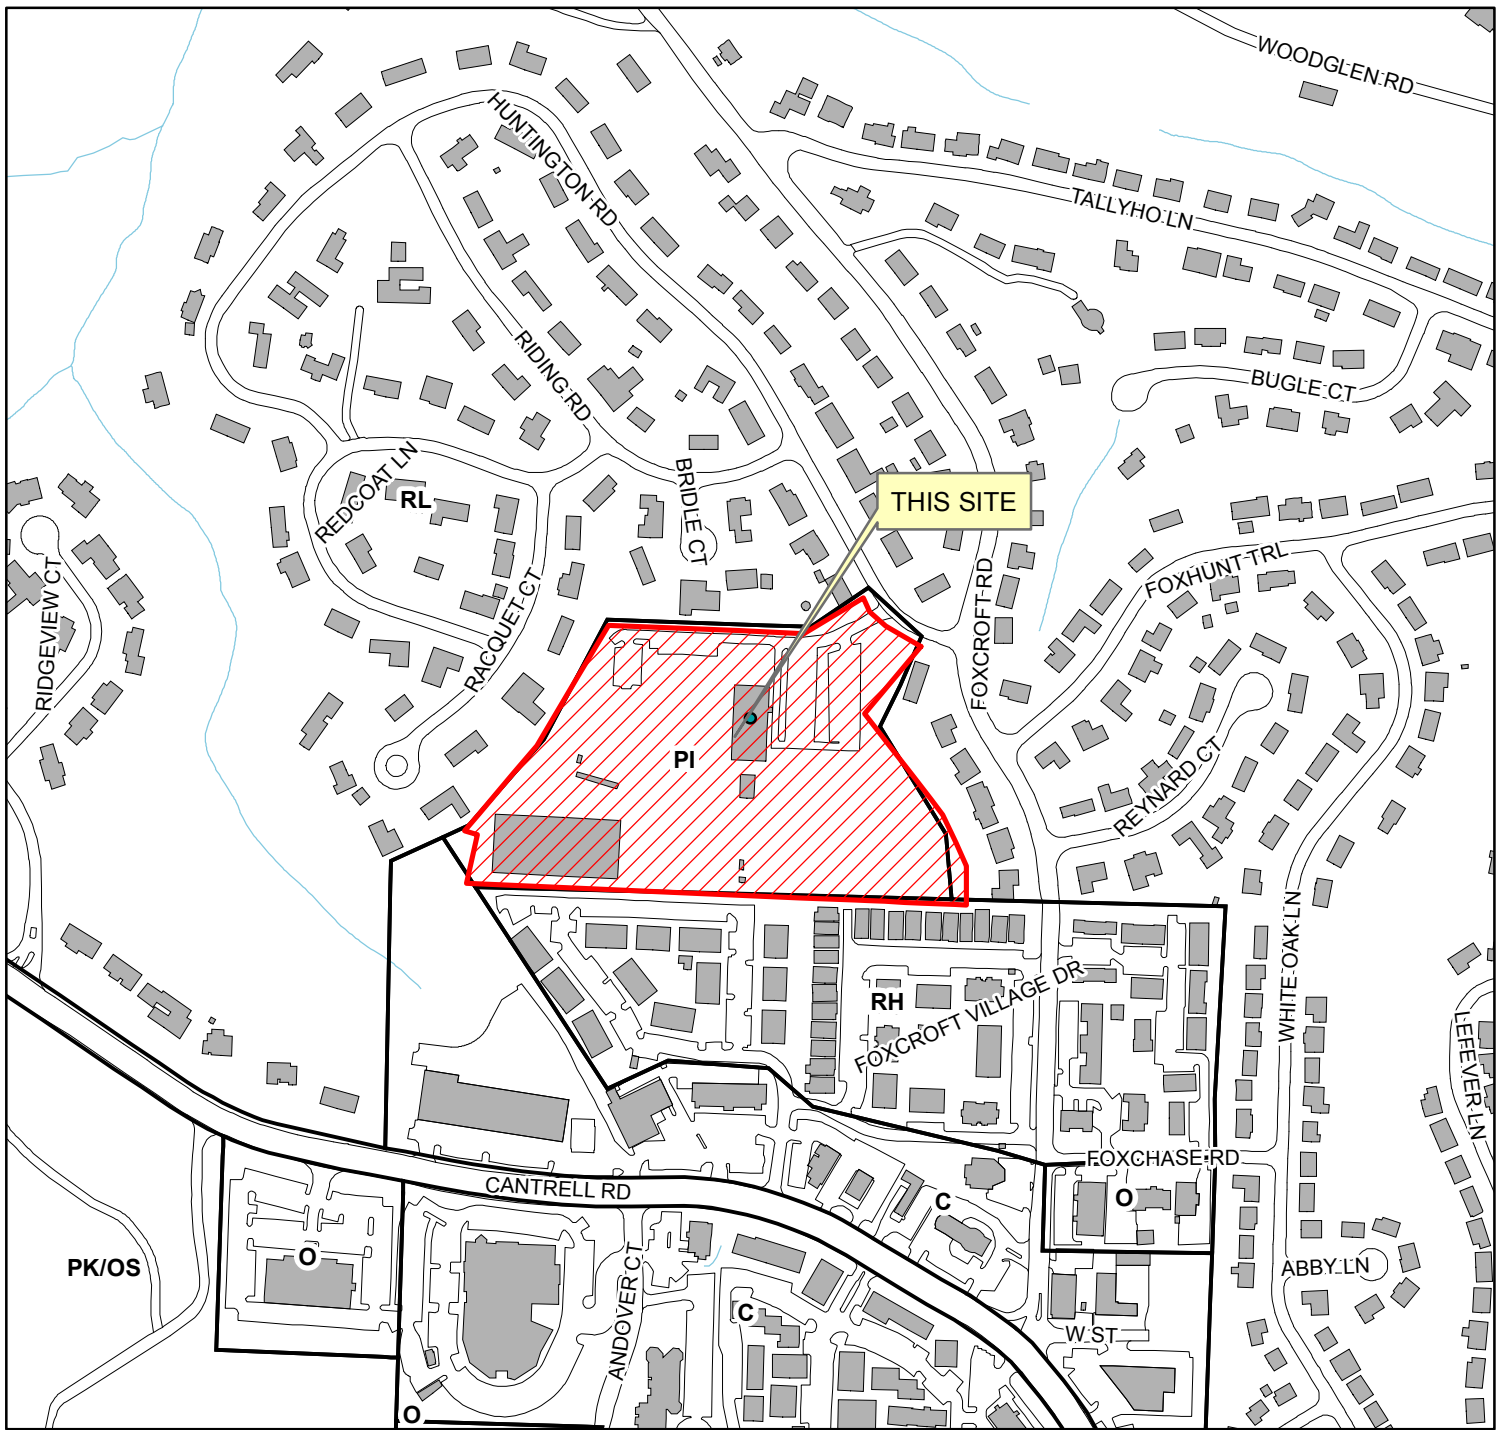 WOODGLEN RD
HUNTINGTON RD
TALLYHO LN
RIDING RD
BUGLE CT
REDCOAT LN
RL
BRIDLE CT
THIS SITE
FOXHUNT TRL
RIDGEVIEW CT
RACQUET CT
FOXCROFT RD
PI
REYNARD CT
WHITE OAK LN
RH
FOXCROFT VILLAGE DR
LEFEVER LN
FOXCHASE RD
CANTRELL RD
C
O
PK/OS
O
ANDOVER CT
ABBY LN
C
W ST
O